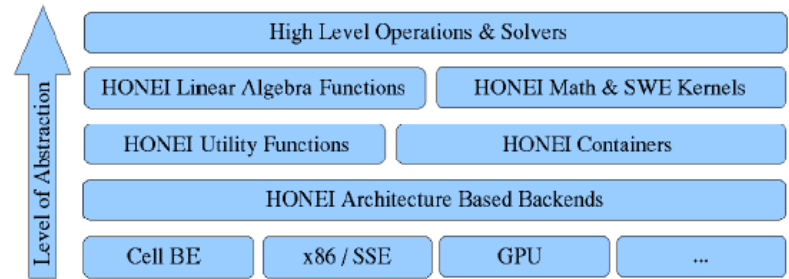 High Level Operations & Solvers
HONEI Linear Algebra Functions
HONEI Math & SWE Kernels
HONEI Utility Functions
HONEI Containers
HONEI Architecture Based Backends
Cell BE
x86 / SSE
GPU
...
Level of Abstraction